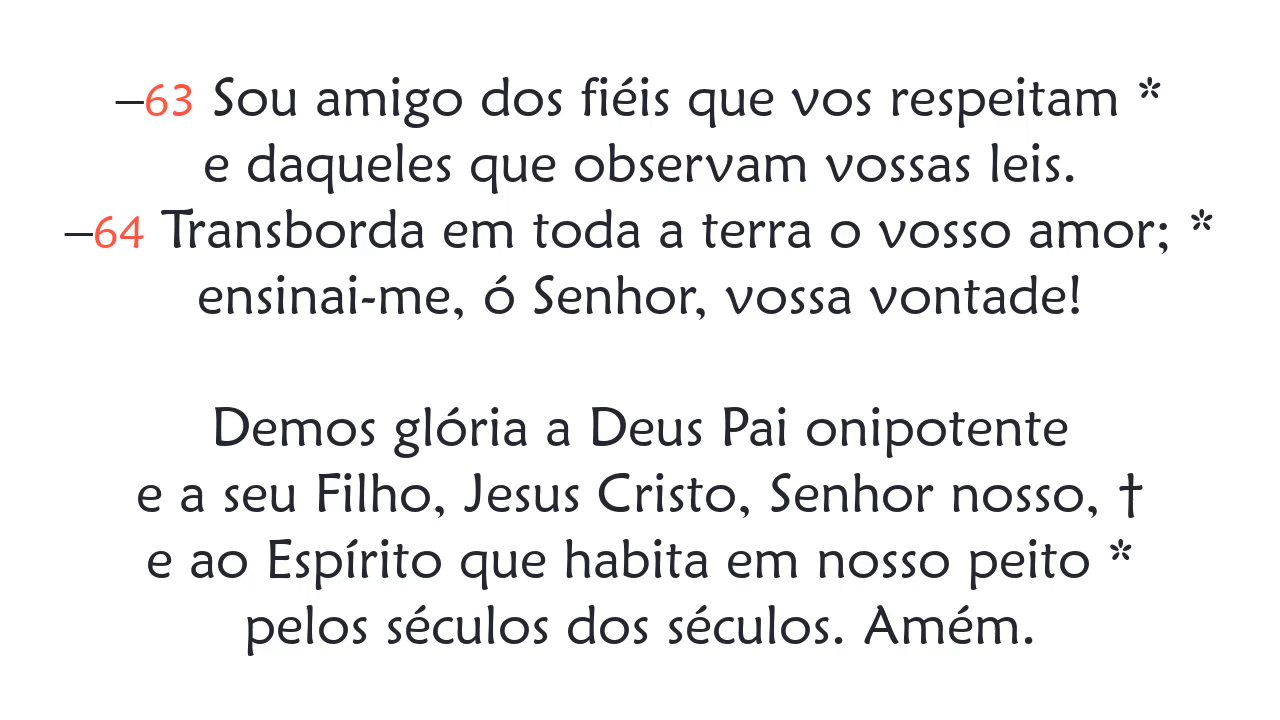 –63 Sou amigo dos fiéis que vos respeitam *
e daqueles que observam vossas leis.
–64 Transborda em toda a terra o vosso amor; *
ensinai-me, ó Senhor, vossa vontade!
Demos glória a Deus Pai onipotente
e a seu Filho, Jesus Cristo, Senhor nosso, †
e ao Espírito que habita em nosso peito *
pelos séculos dos séculos. Amém.